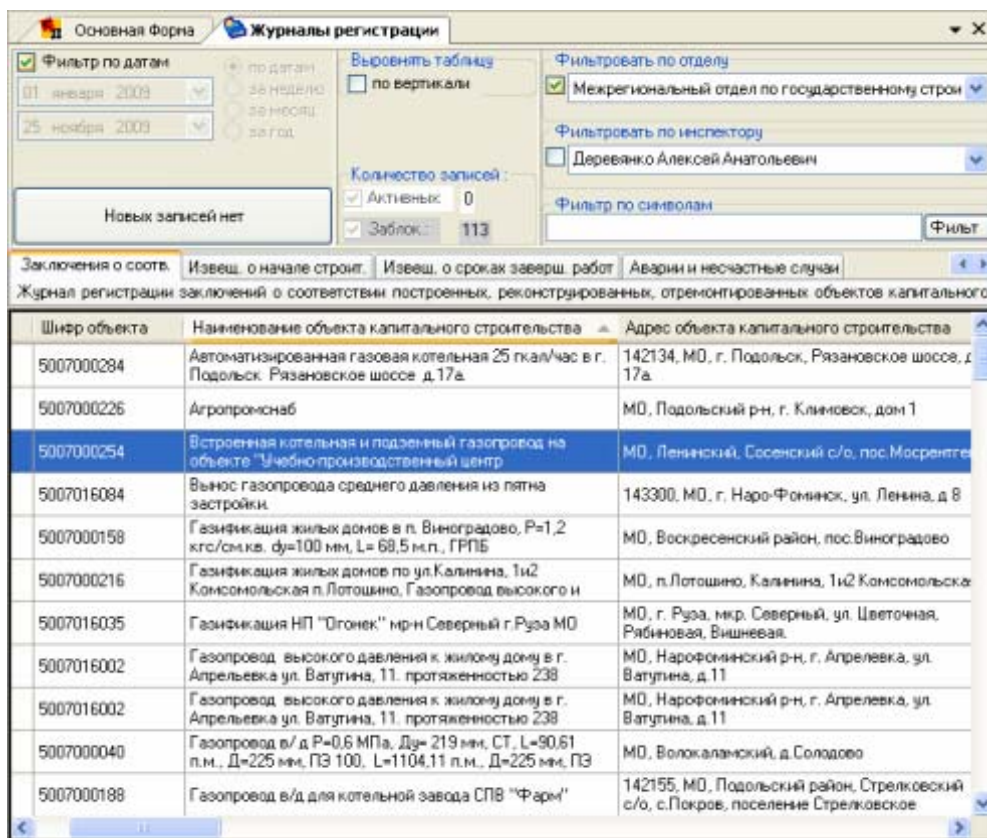 Основная Форма
Журналы регистрации
Фильтр по датам
01 января 2009
25 ноября 2009
по датам
за неделю
за месяц
за год
Новых записей нет
Выровнять таблицу
по вертикали
Количество записей :
Активных: 0
Заблок.: 113
Фильтровать по отделу
Межрегиональный отдел по государственному строи
Фильтровать по инспектору
Деревянко Алексей Анатольевич
Фильтр по символам
Фильт
Заключения о соотв. Извещ. о начале строит. Извещ. о сроках заверш. работ Аварии и несчастные случаи
Журнал регистрации заключений о соответствии построенных, реконструированных, отремонтированных объектов капитального
Шифр объекта Наименование объекта капитального строительства Адрес объекта капитального строительства
5007000284 Автоматизированная газовая котельная 25 гкал/час в г. 142134, МО, г. Подольск, Рязановское шоссе, д
Подольск Рязановское шоссе д.17а. 17а.
5007000226 Агропромснаб МО, Подольский р-н, г. Климовск, дом 1
5007000254 Встроенная котельная и подземный газопровод на МО, Ленинский, Сосенский с/о, пос.Мосрентге
объекте "Учебно-производственный центр
5007016084 Вынос газопровода среднего давления из пятна 143300, МО, г. Наро-Фоминск, ул. Ленина, д 8
застройки.
5007000158 Газификация жилых домов в п. Виноградово, Р=1,2 МО, Воскресенский район, пос.Виноградово
кгс/см.кв. dy=100 мм, L= 68,5 м.п., ГРПБ
5007000216 Газификация жилых домов по ул.Калинина, 1и2 МО, п.Лотошино, Калинина, 1и2 Комсомольская
Комсомольская п.Лотошино, Газопровод высокого и
5007016035 Газификация НП "Огонек" мр-н Северный г.Руза МО МО, г. Руза, мкр. Северный, ул. Цветочная,
Рябиновая, Вишневая.
5007016002 Газопровод высокого давления к жилому дому в г. МО, Нарофоминский р-н, г. Апрелевка, ул.
Апрельевка ул. Ватутина, 11. протяженностью 238 Ватутина, д.11
5007016002 Газопровод высокого давления к жилому дому в г. МО, Нарофоминский р-н, г. Апрелевка, ул.
Апрельевка ул. Ватутина, 11. протяженностью 238 Ватутина, д.11
5007000040 Газопровод в/ д Р=0,6 МПа, Ду= 219 мм, СТ, L=90,61 МО, Волокаламский, д.Солодово
п.м., Д=225 мм, ПЭ 100, L=1104,11 п.м., Д=225 мм, ПЭ
5007000188 Газопровод в/д для котельной завода СПВ "Фарм" 142155, МО, Подольский район, Стрелковский
с/о, с.Покров, поселение Стрелковское